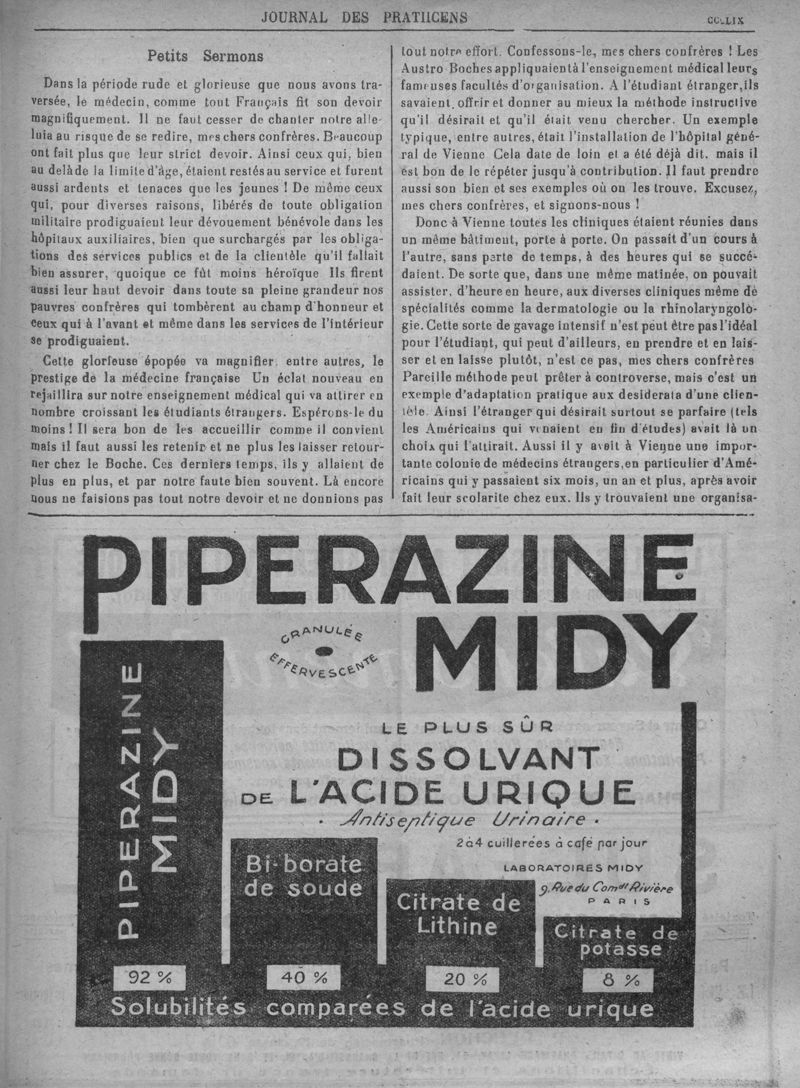 JOURNAL DES PRATIICENS
CCLLIX
Petits Sermons
Dans la période rude et glorieuse que nous avons tra-
versée, le médecin, comme tout Français fit son devoir
magnifiquement. Il ne faut cesser de chanter notre alle-
luia au risque de se redire, mes chers confrères. Beaucoup
ont fait plus que leur strict devoir. Ainsi ceux qui, bien
au delàde la limite d'âge, étaient restés au service et furent
aussi ardents et tenaces que les jeunes ! De même ceux
qui, pour diverses raisons, libérés de toute obligation
militaire prodiguaient leur dévouement bénévole dans les
hôpitaux auxiliaires, bien que surchargés par les obliga-
tions des services publics et de la clientèle qu'il fallait
bien assurer, quoique ce fût moins héroïque Ils firent
aussi leur haut devoir dans toute sa pleine grandeur nos
pauvres confrères qui tombèrent au champ d'honneur et
ceux qui à l'avant et même dans les services de l'intérieur
se prodiguaient.
Cette glorieuse épopée va magnifier entre autres, le
prestige de la médecine française Un éclat nouveau en
rejaillira sur notre enseignement médical qui va attirer en
nombre croissant les étudiants étrangers. Espérons-le du
moins ! Il sera bon de les accueillir comme il convient
mais il faut aussi les retenir et ne plus les laisser retour-
ner chez le Boche. Ces derniers temps, ils y allaient de
plus en plus, et par notre faute bien souvent. Là encore
nous ne faisions pas tout notre devoir et ne donnions pas
tout notre effort. Confessons-le, mes chers confrères ! Les
Austro Boches appliquaientà l'enseignement médical leurs
fameuses facultés d'organisation. A l'étudiant étranger,ils
savaient offrir et donner au mieux la méthode instructive
qu'il désirait et qu'il était venu chercher. Un exemple
typique, entre autres, était l'installation de l'hôpital géné-
ral de Vienne Cela date de loin et a été déjà dit, mais il
est bon de le répéter jusqu'à contribution. Il faut prendre
aussi son bien et ses exemples où on les trouve. Excusez,
mes chers confrères, et signons-nous !
Donc à Vienne toutes les cliniques étaient réunies dans
un même bâtiment, porte à porte. On passait d'un cours à
l'autre, sans perte de temps, à des heures qui se succé-
daient. De sorte que, dans une même matinée, on pouvait
assister, d'heure en heure, aux diverses cliniques même de
spécialités comme la dermatologie ou la rhinolaryngolo-
gie. Cette sorte de gavage intensif n'est peut être pas l'idéal
pour l'étudiant, qui peut d'ailleurs, en prendre et en lais-
ser et en laisse plutôt, n'est ce pas, mes chers confrères
Pareille méthode peut prêter à controverse, mais c'est un
exemple d'adaptation pratique aux desiderata d'une clien-
tèle. Ainsi l'étranger qui désirait surtout se parfaire (tels
les Américains qui venaient en fin d'études) avait là un
choix qui l'attirait. Aussi il y avait à Vienne une impor-
tante colonie de médecins étrangers,en particulier d'Amé-
ricains qui y passaient six mois, un an et plus, après avoir
fait leur scolarite chez eux. Ils y trouvaient une organisa-
PIPERAZINE
MIDY
GRANULÉE
EFFERVESCENTE
PIPERAZINE
MIDY
LE PLUS SÛR
DISSOLVANT
DE L'ACIDE URIQUE
· Antiseptique Urinaire ·
2 à 4 cuillerées à café par jour
LABORATOIRES MIDY
9, Rue du Comdt Rivière
PARIS
Bi-borate
de soude
Citrate de
Lithine
Citrate de
potasse
92 %
40 %
20 %
8 %
Solubilités comparées de l'acide urique